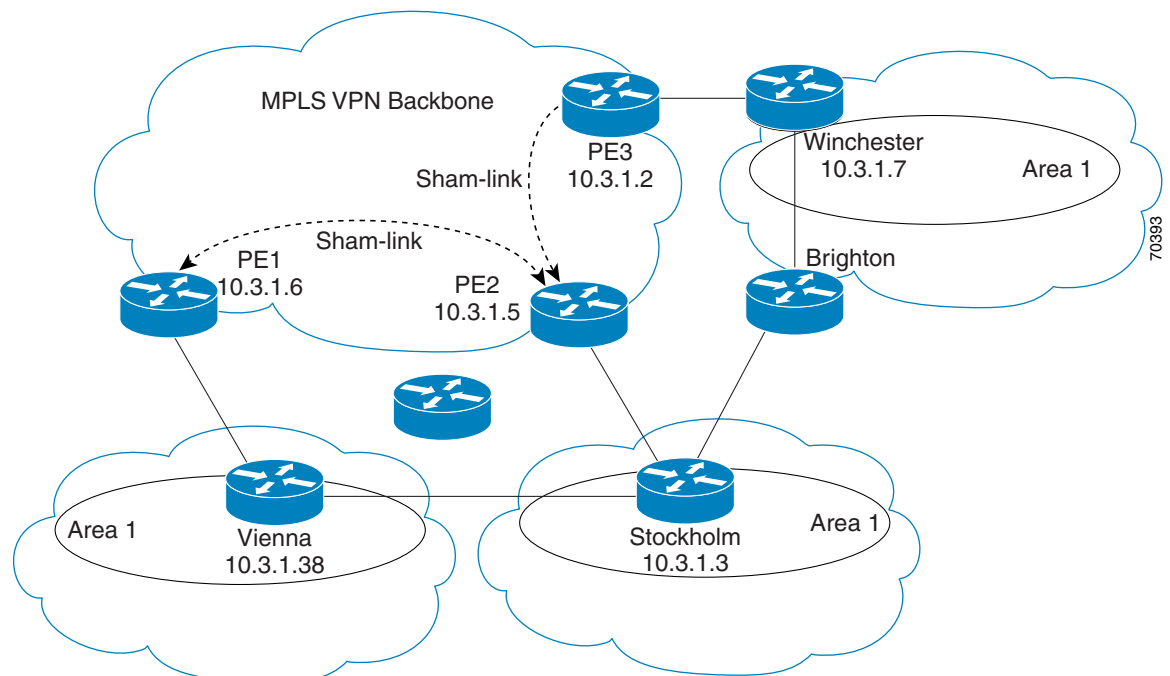 MPLS VPN Backbone
PE3
10.3.1.2
Winchester
10.3.1.7
Area 1
Sham-link
Sham-link
PE1
10.3.1.6
PE2
10.3.1.5
Brighton
70393
Area 1
Vienna
10.3.1.38
Stockholm
10.3.1.3
Area 1